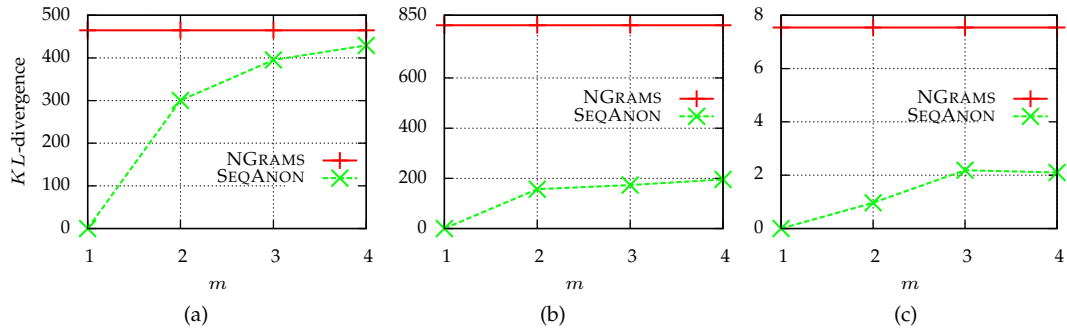 KL-divergence
500
400
300
200
100
0
NGRAMS
SEQANON
1 2 3 4
m
(a)
850
600
400
200
0
NGRAMS
SEQANON
1 2 3 4
m
(b)
8
6
4
2
0
NGRAMS
SEQANON
1 2 3 4
m
(c)